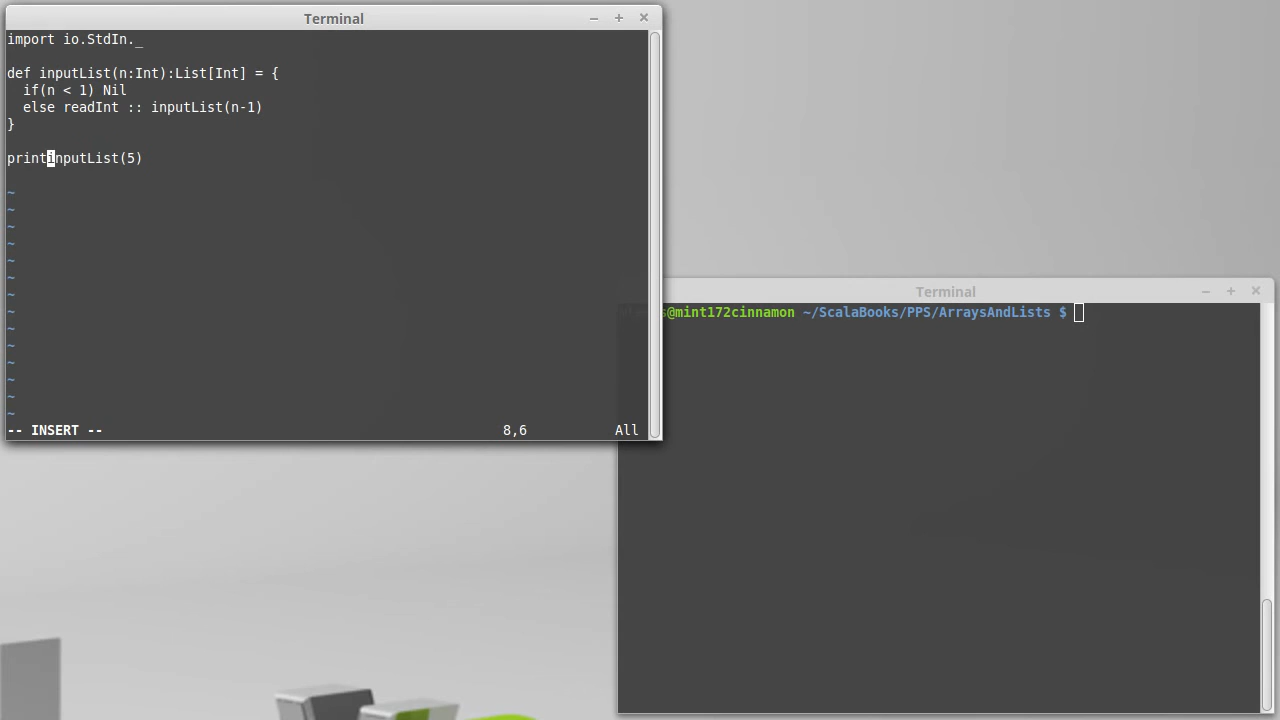 Terminal
import io.StdIn._
def inputList(n:Int):List[Int] = {
  if(n < 1) Nil
  else readInt :: inputList(n-1)
}
printinputList(5)
~
~
~
~
~
~
~
~
~
~
~
~
~
~
-- INSERT -- 8,6 All
Terminal
s@mint172cinnamon ~/ScalaBooks/PPS/ArraysAndLists $